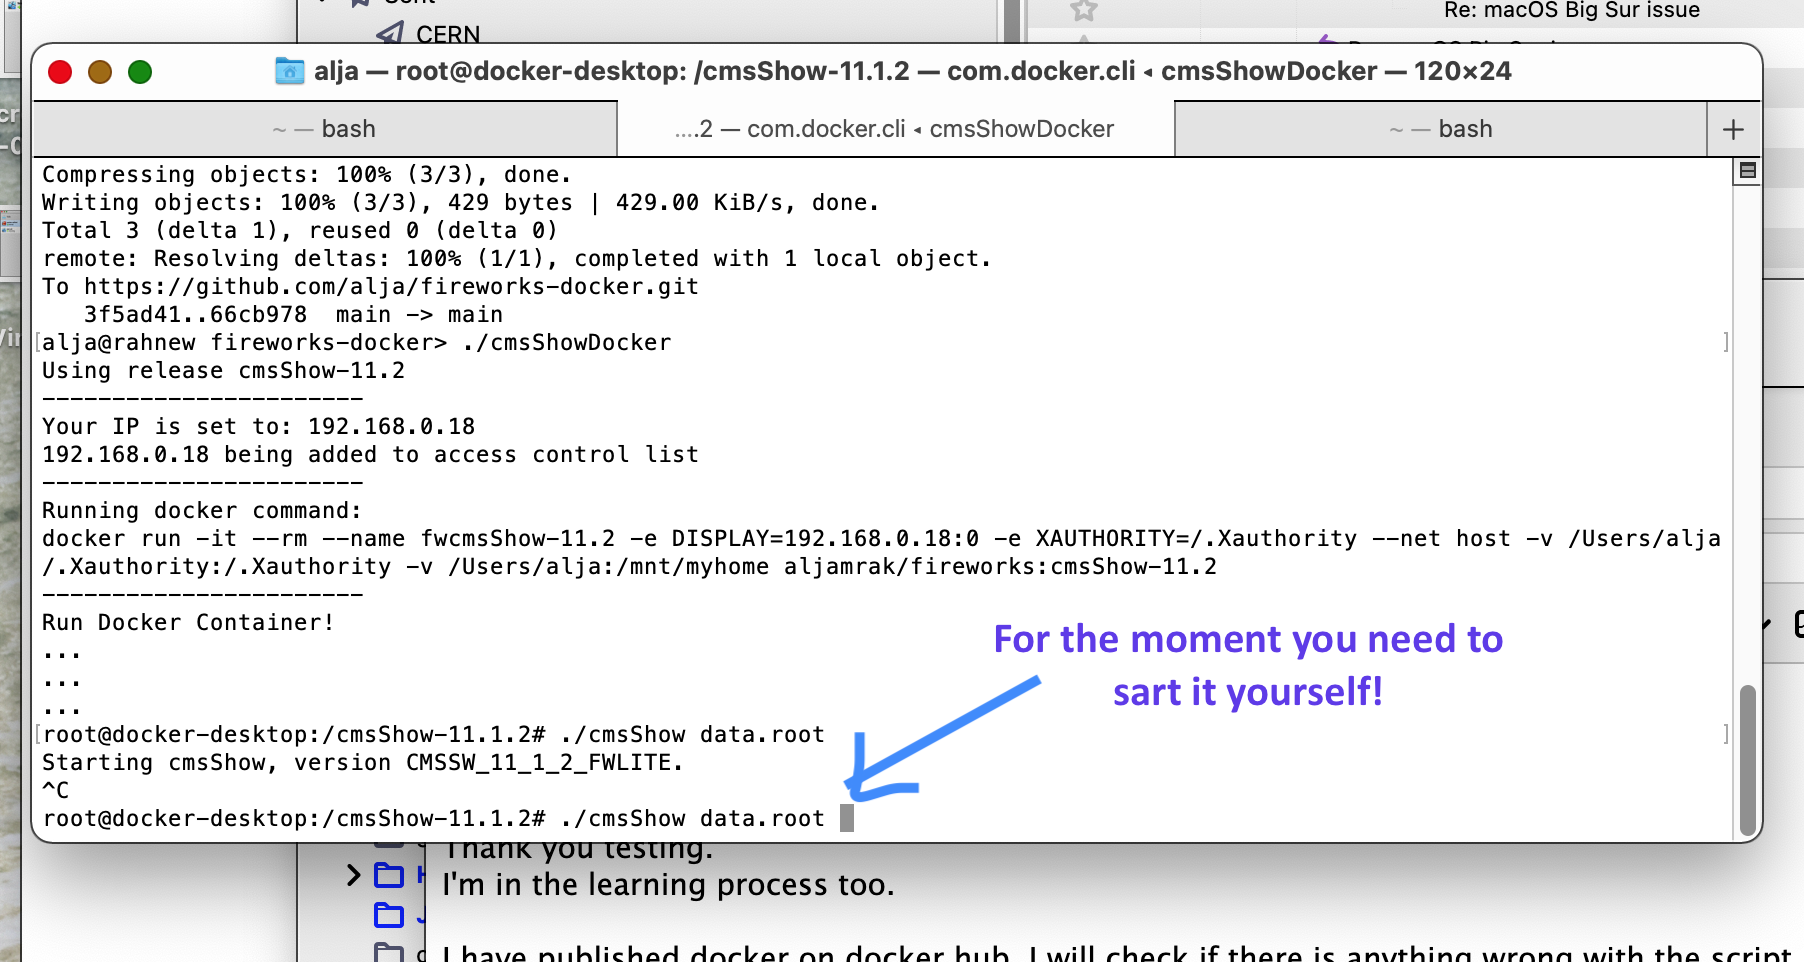 Sent
Re: macOS Big Sur issue
CERN
alja — root@docker-desktop: /cmsShow-11.1.2 — com.docker.cli ◂ cmsShowDocker — 120×24
~ — bash
....2 — com.docker.cli ◂ cmsShowDocker
~ — bash
+
Compressing objects: 100% (3/3), done.
Writing objects: 100% (3/3), 429 bytes | 429.00 KiB/s, done.
Total 3 (delta 1), reused 0 (delta 0)
remote: Resolving deltas: 100% (1/1), completed with 1 local object.
To https://github.com/alja/fireworks-docker.git
   3f5ad41..66cb978  main -> main
[alja@rahnew fireworks-docker> ./cmsShowDocker ]
Using release cmsShow-11.2
-----------------------
Your IP is set to: 192.168.0.18
192.168.0.18 being added to access control list
-----------------------
Running docker command:
docker run -it --rm --name fwcmsShow-11.2 -e DISPLAY=192.168.0.18:0 -e XAUTHORITY=/.Xauthority --net host -v /Users/alja
/.Xauthority:/.Xauthority -v /Users/alja:/mnt/myhome aljamrak/fireworks:cmsShow-11.2
-----------------------
Run Docker Container!
...
...
...
For the moment you need to
sart it yourself!
[root@docker-desktop:/cmsShow-11.1.2# ./cmsShow data.root ]
Starting cmsShow, version CMSSW_11_1_2_FWLITE.
^C
root@docker-desktop:/cmsShow-11.1.2# ./cmsShow data.root
Thank you testing.
I'm in the learning process too.
I have published docker on docker hub. I will check if there is anything wrong with the script